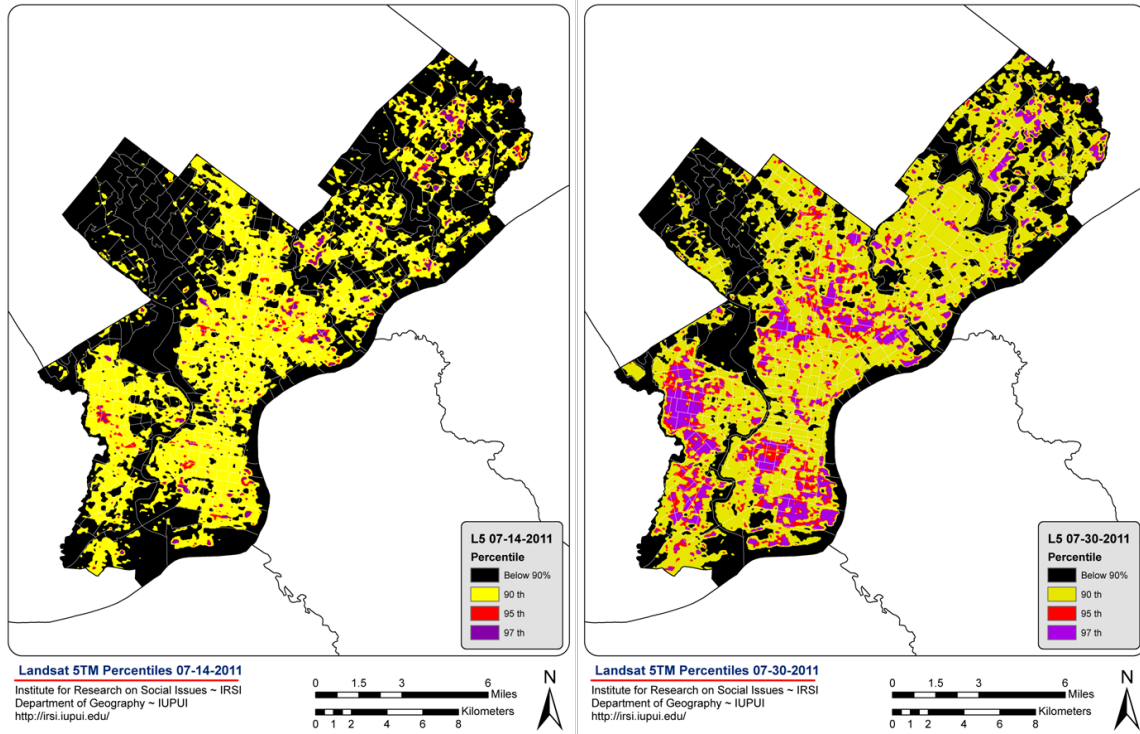 L5 07-14-2011
Percentile
Below 90%
90 th
95 th
97 th
Landsat 5TM Percentiles 07-14-2011
Institute for Research on Social Issues ~ IRSI
Department of Geography ~ IUPUI
http://irsi.iupui.edu/
0 1.5 3 6
Miles
Kilometers
0 1 2 4 6 8
N
L5 07-30-2011
Percentile
Below 90%
90 th
95 th
97 th
Landsat 5TM Percentiles 07-30-2011
Institute for Research on Social Issues ~ IRSI
Department of Geography ~ IUPUI
http://irsi.iupui.edu/
0 1.5 3 6
Miles
Kilometers
0 1 2 4 6 8
N